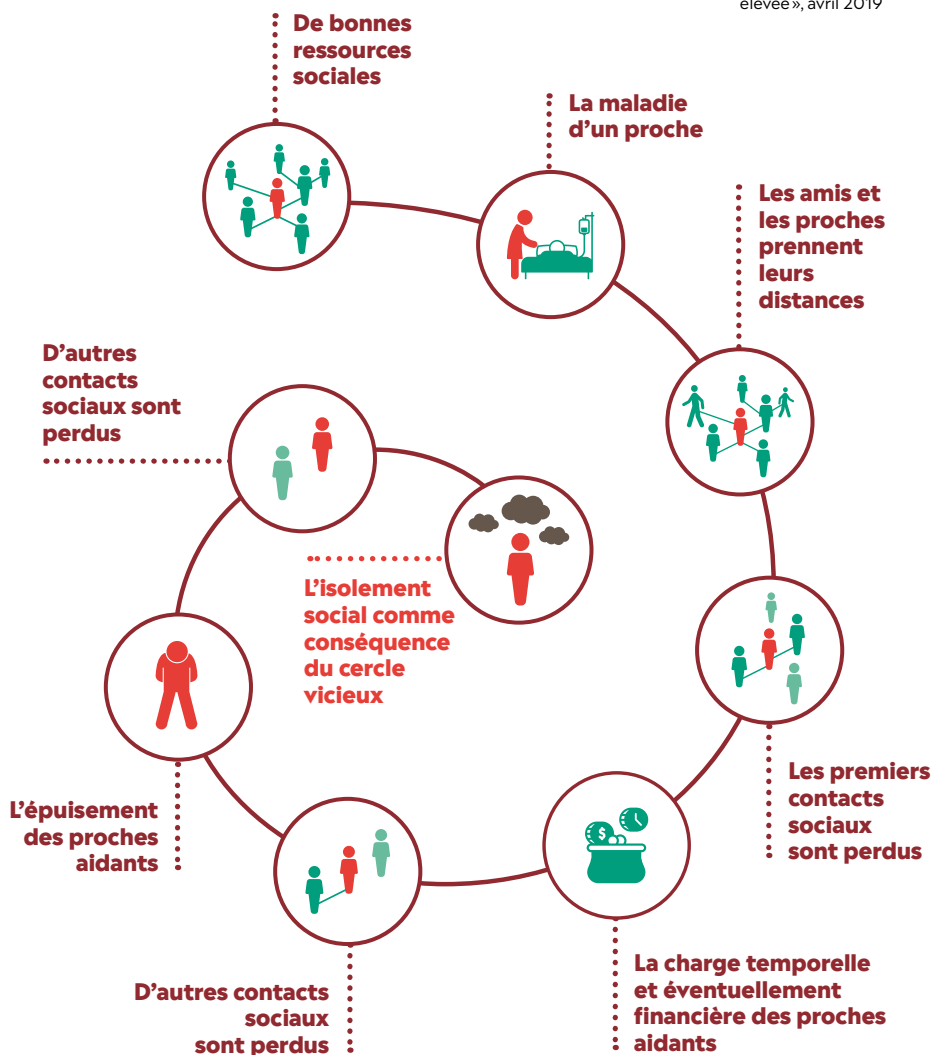 élevée», avril 2019
De bonnes
ressources
sociales
La maladie
d’un proche
Les amis et
les proches
prennent
leurs
distances
Les premiers
contacts
sociaux
sont perdus
La charge temporelle
et éventuellement
financière des proches
aidants
D’autres contacts
sociaux
sont perdus
L’épuisement
des proches
aidants
D’autres
contacts
sociaux sont
perdus
L’isolement
social comme
conséquence
du cercle
vicieux
$